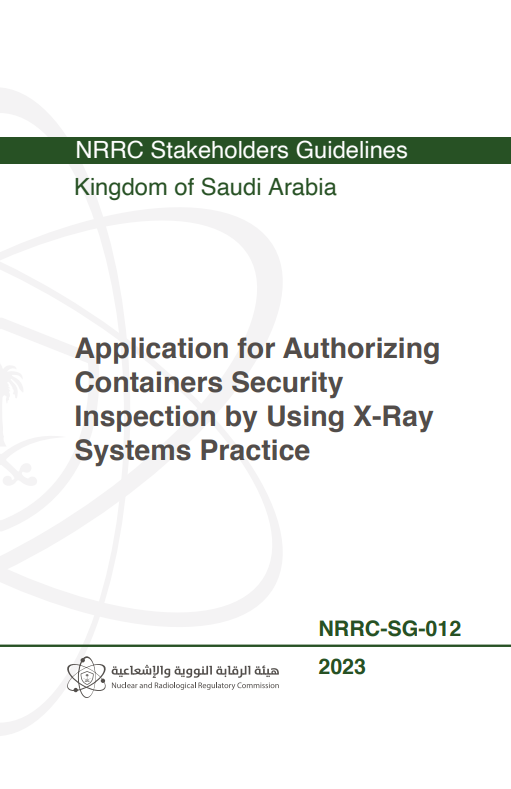 NRRC Stakeholders Guidelines
Kingdom of Saudi Arabia
Application for Authorizing
Containers Security
Inspection by Using X-Ray
Systems Practice
NRRC-SG-012
هيئة الرقابة النووية والإشعاعية
Nuclear and Radiological Regulatory Commission
2023